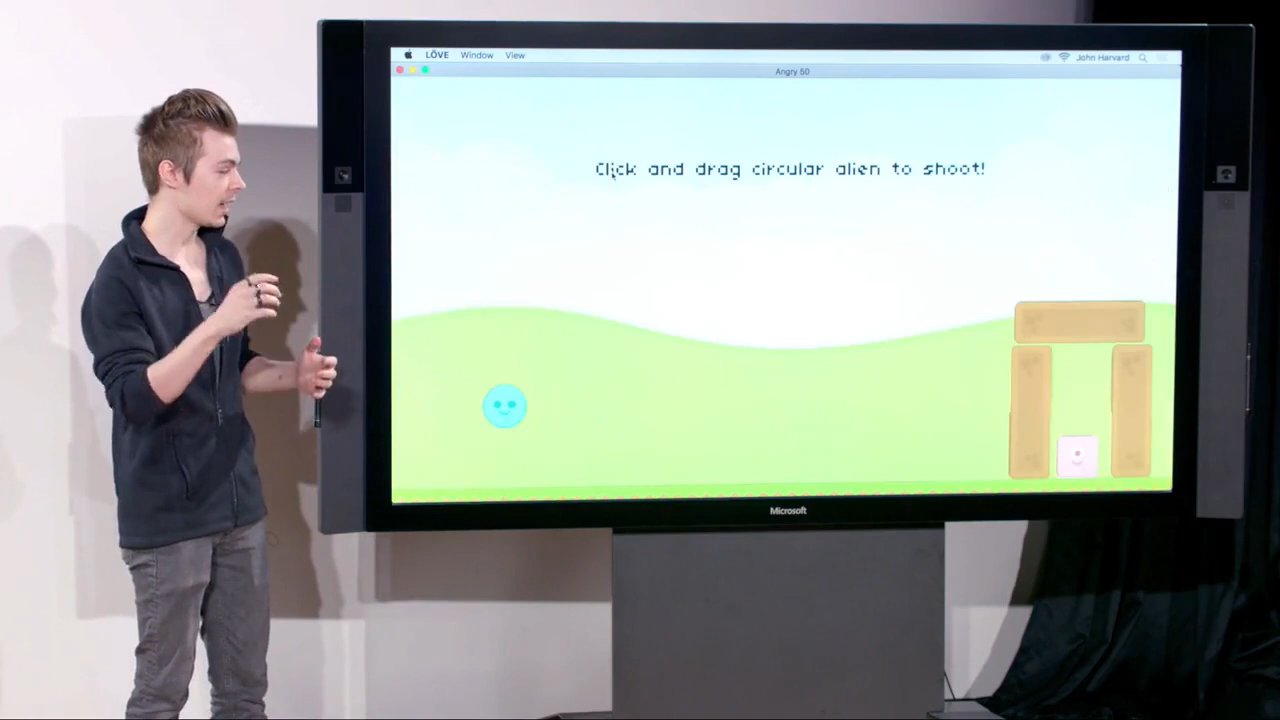 LÖVE Window View John Harvard
Angry 50
Click and drag circular alien to shoot!
Microsoft